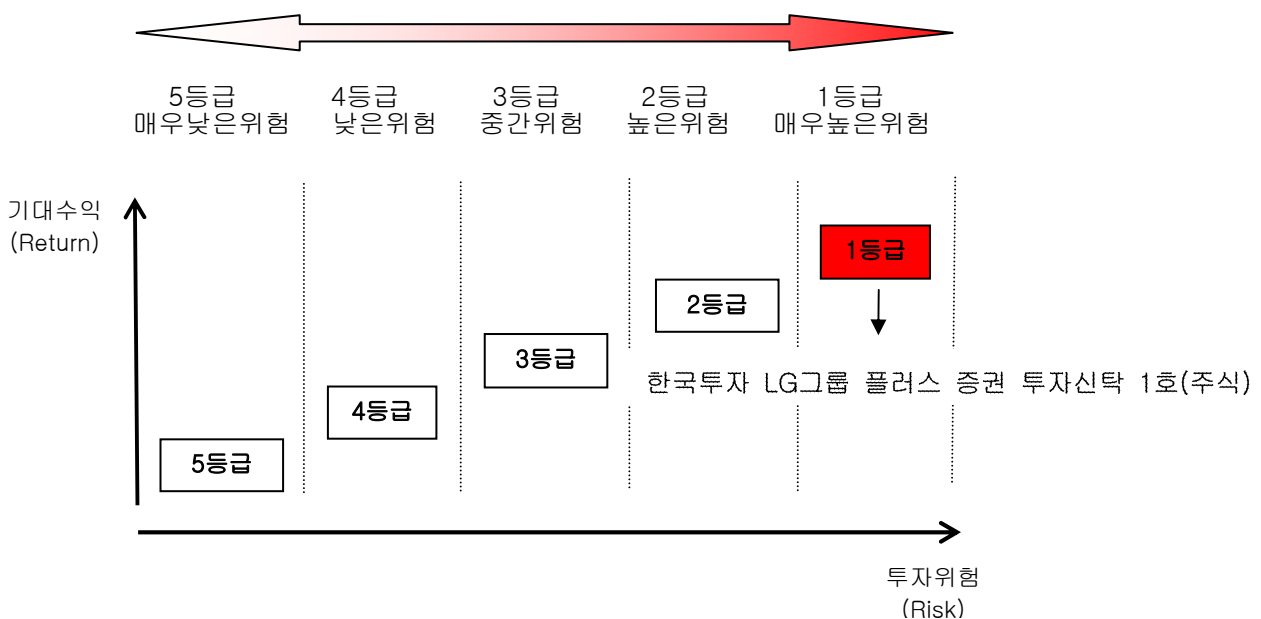 5등급 4등급 3등급 2등급 1등급
매우낮은위험 낮은위험 중간위험 높은위험 매우높은위험
기대수익
(Return)
1등급
2등급
3등급
한국투자 LG그룹 플러스 증권 투자신탁 1호(주식)
4등급
5등급
투자위험
(Risk)